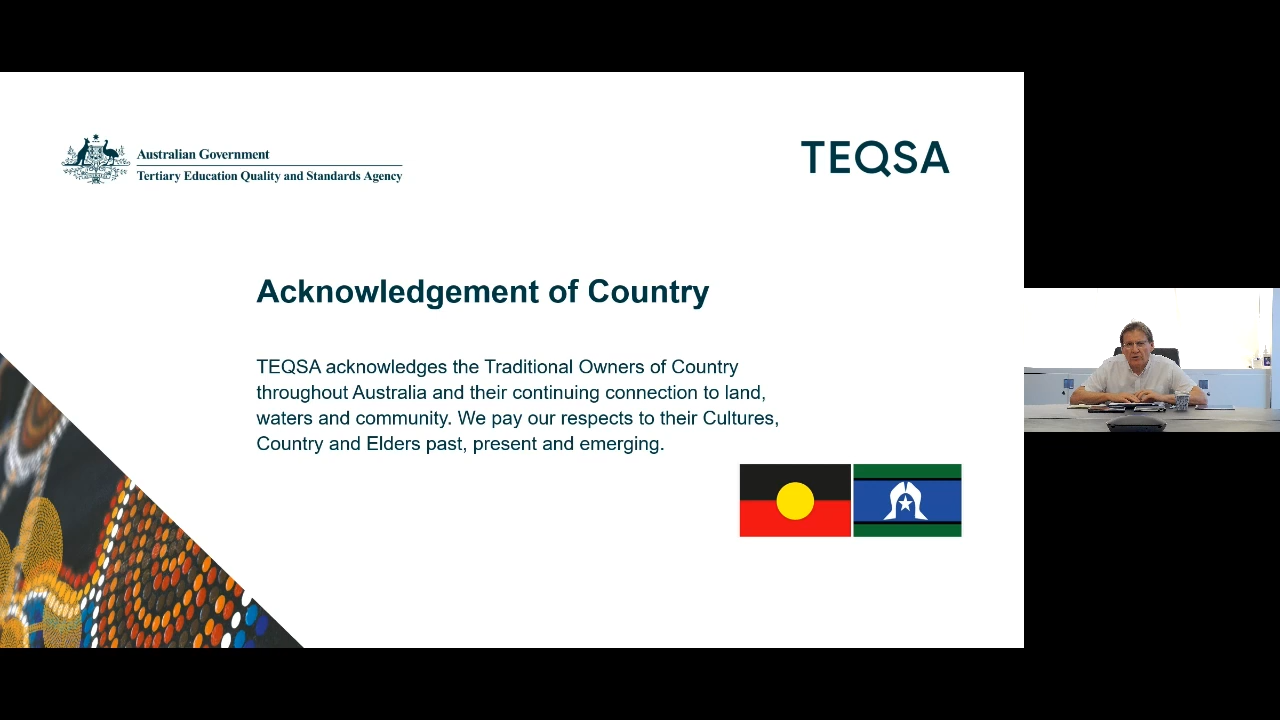 Australian Government
Tertiary Education Quality and Standards Agency
TEQSA
Acknowledgement of Country
TEQSA acknowledges the Traditional Owners of Country
throughout Australia and their continuing connection to land,
waters and community. We pay our respects to their Cultures,
Country and Elders past, present and emerging.